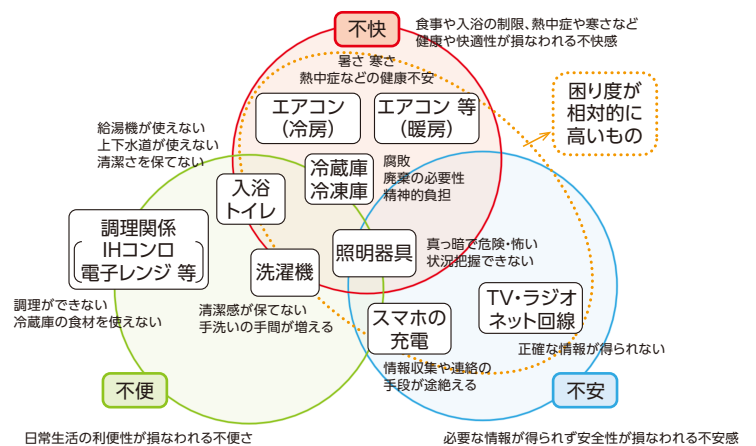 不快
食事や入浴の制限、熱中症や寒さなど
健康や快適性が損なわれる不快感
暑さ 寒さ
熱中症などの健康不安
困り度が
相対的に
高いもの
エアコン
(冷房)
エアコン 等
(暖房)
給湯機が使えない
上下水道が使えない
清潔さを保てない
冷蔵庫
冷凍庫
腐敗
廃棄の必要性
精神的負担
入浴
トイレ
調理関係
IHコンロ
電子レンジ 等
照明器具
真っ暗で危険・怖い
状況把握できない
洗濯機
調理ができない
冷蔵庫の食材を使えない
清潔感が保てない
手洗いの手間が増える
スマホの
充電
TV・ラジオ
ネット回線
正確な情報が得られない
情報収集や連絡の
手段が途絶える
不便
不安
日常生活の利便性が損なわれる不便さ
必要な情報が得られず安全性が損なわれる不安感